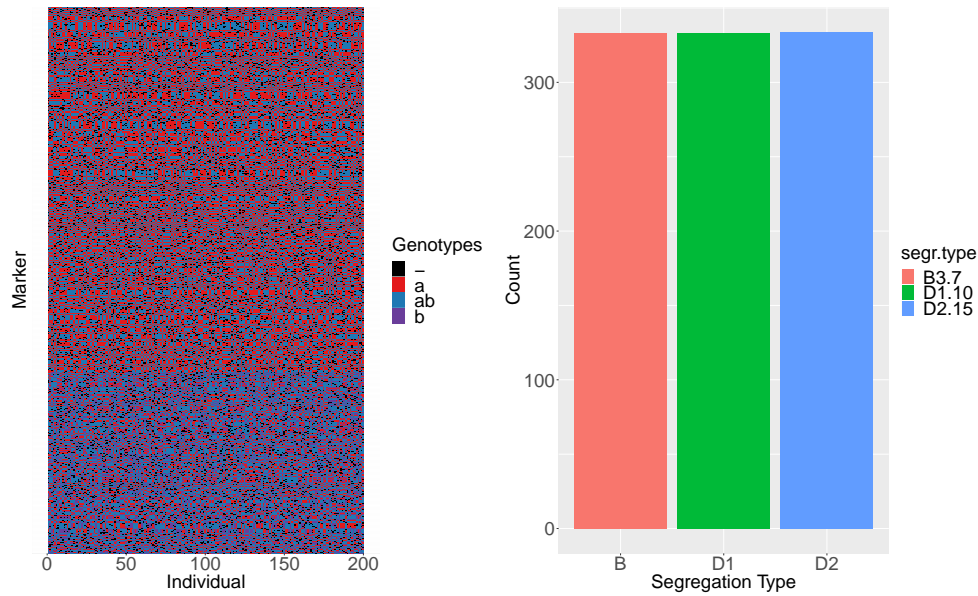 Marker
0 50 100 150 200
Individual
Genotypes
–
a
ab
b
Count
300
200
100
0
B D1 D2
Segregation Type
segr.type
B3.7
D1.10
D2.15